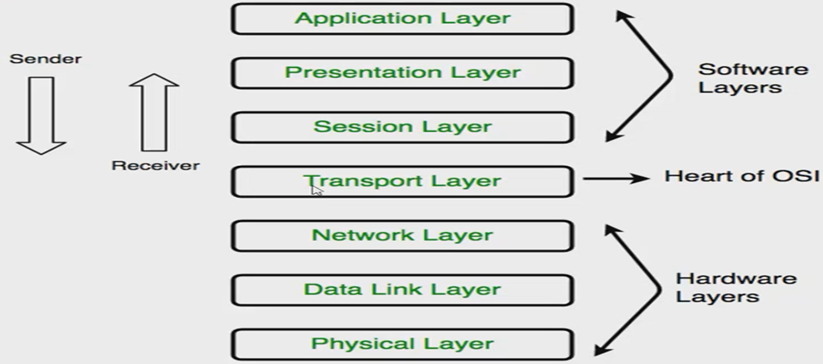 Application Layer
Sender
Presentation Layer
Software
Layers
Session Layer
Receiver
Transport Layer
Heart of OSI
Network Layer
Data Link Layer
Hardware
Layers
Physical Layer